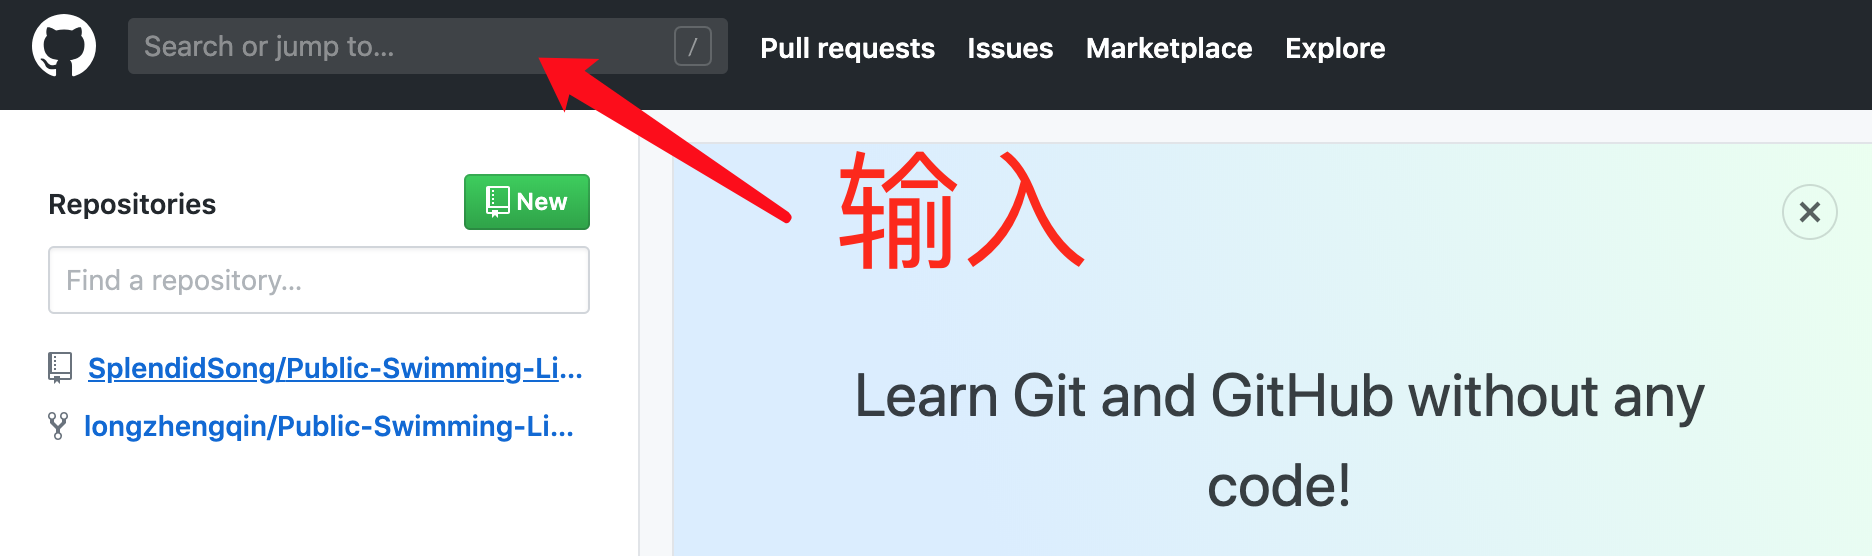 Search or jump to...
/
Pull requests
Issues
Marketplace
Explore
Repositories
New
Find a repository...
SplendidSong/Public-Swimming-Li...
longzhengqin/Public-Swimming-Li...
输入
Learn Git and GitHub without any
code!